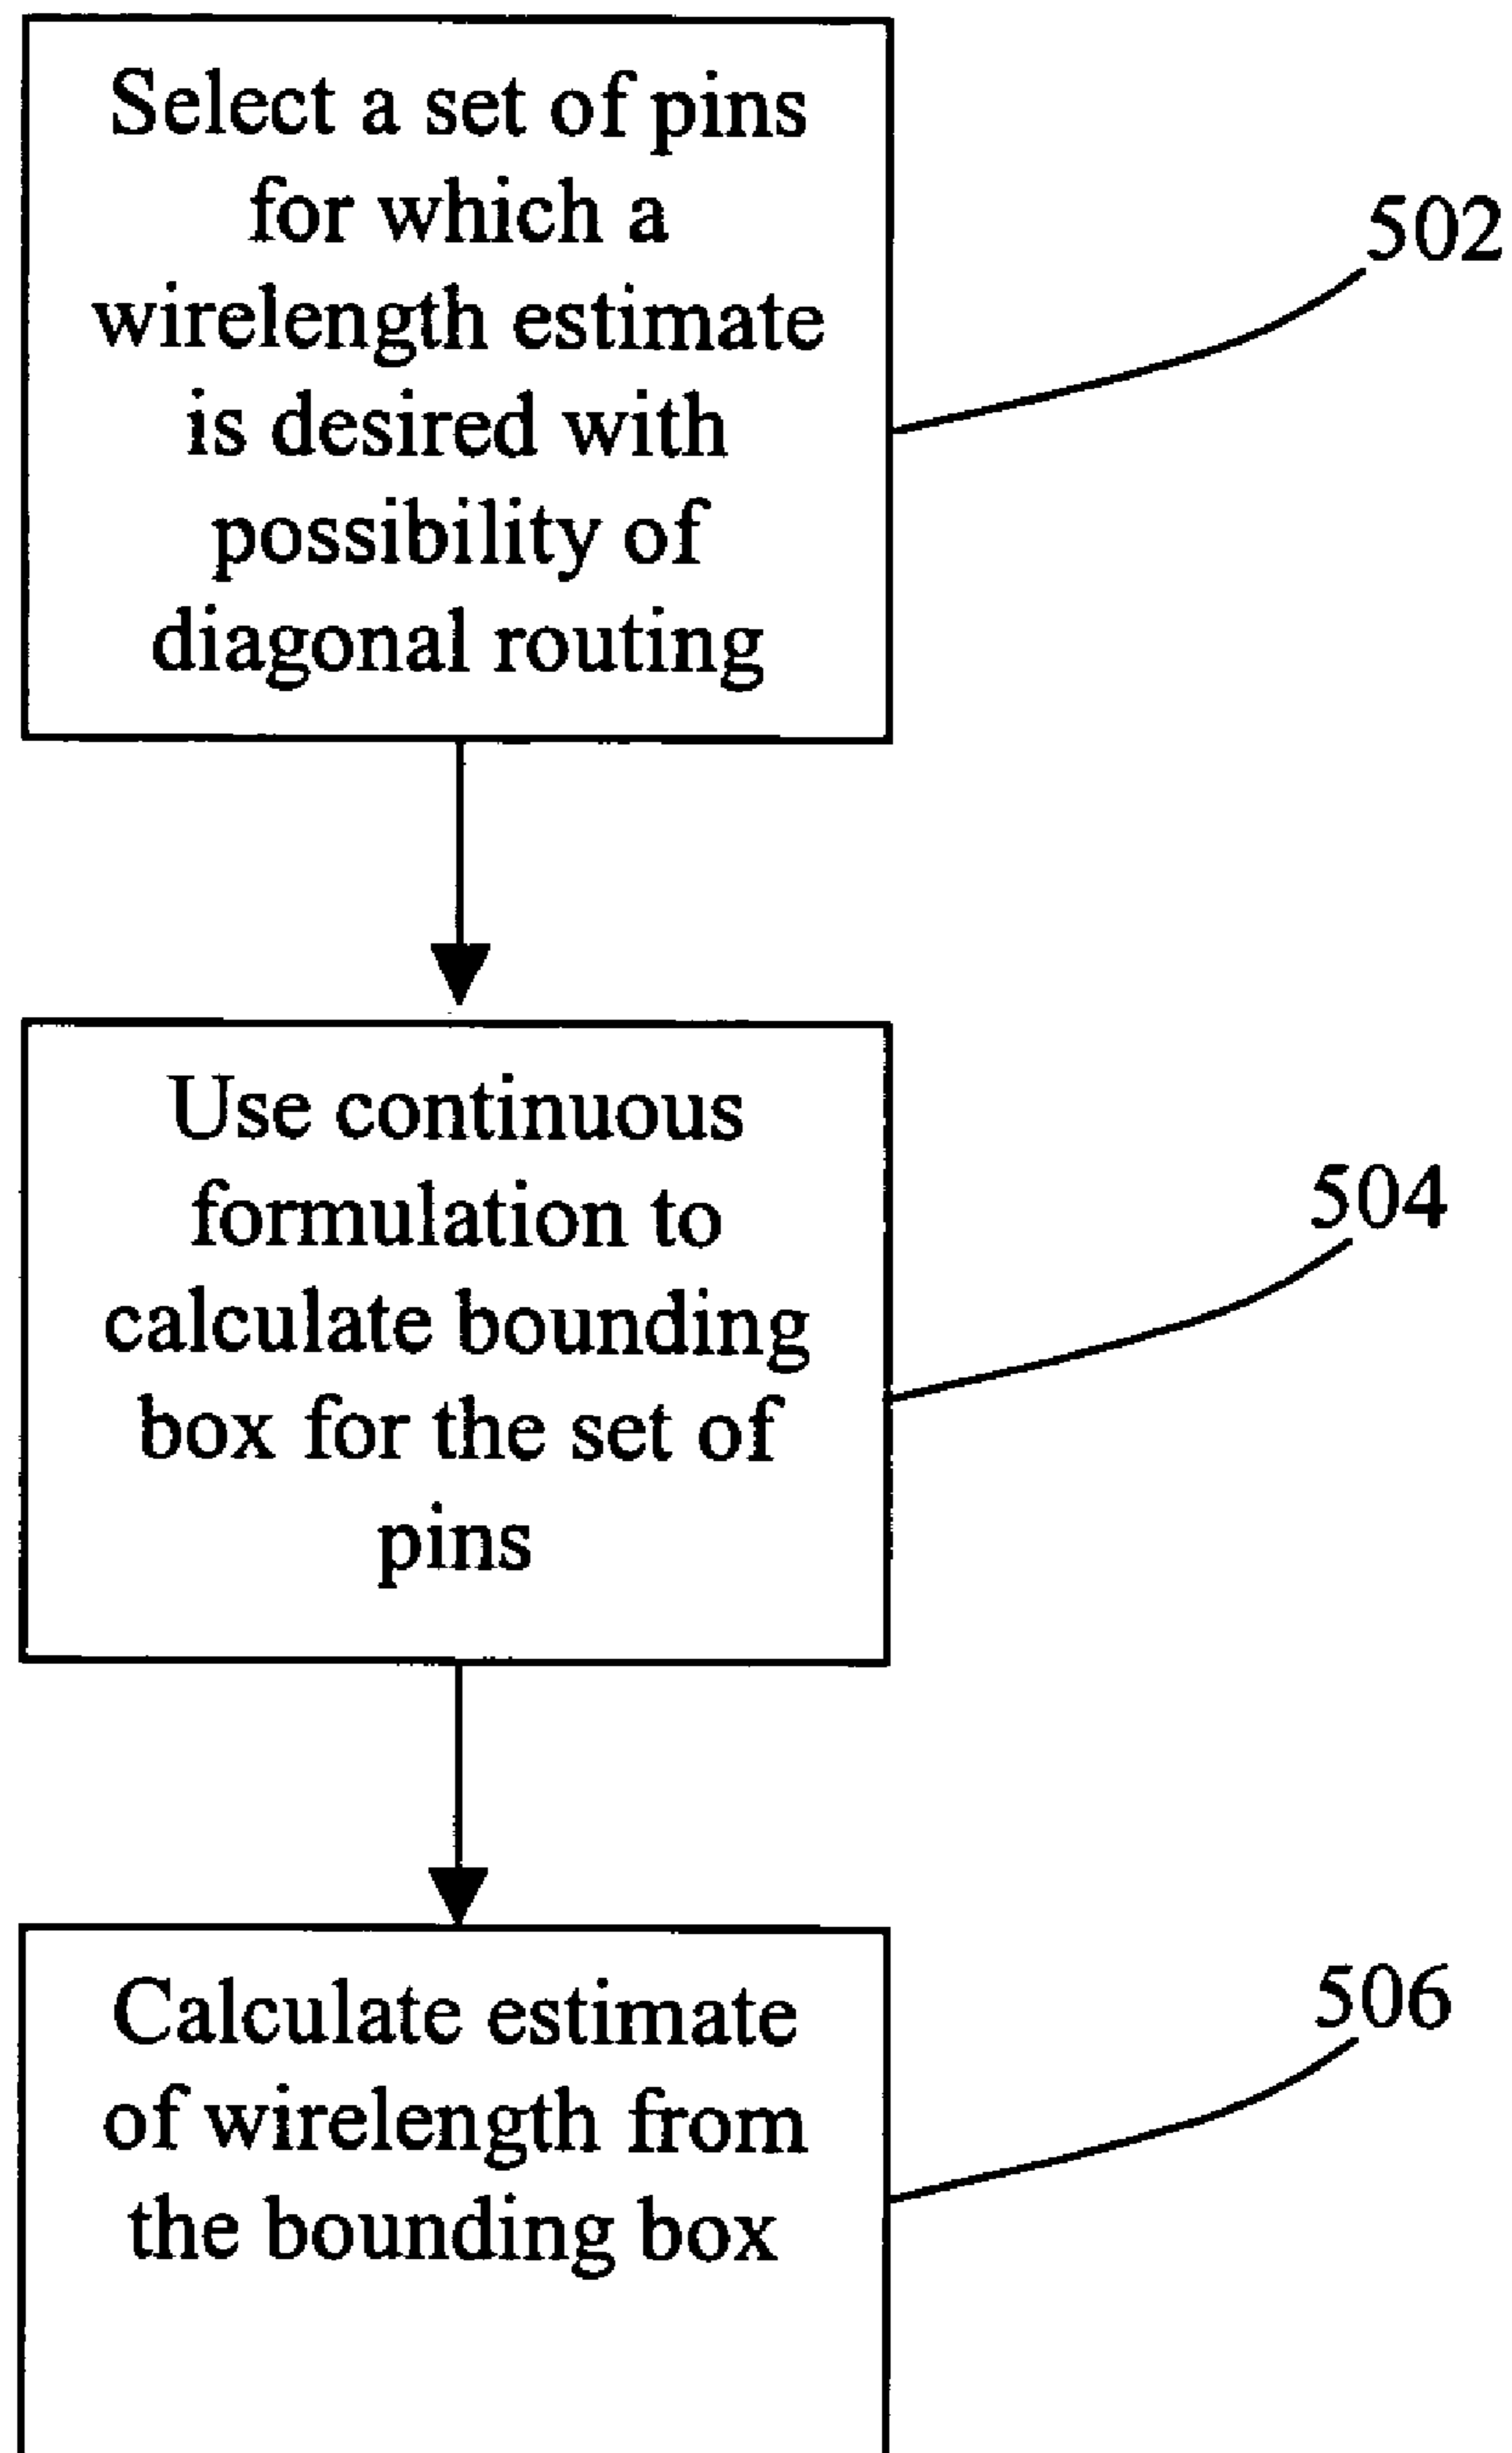 Select a set of pins
for which a
wirelength estimate
is desired with
possibility of
diagonal routing
502
Use continuous
formulation to
calculate bounding
box for the set of
pins
504
Calculate estimate
of wirelength from
the bounding box
506